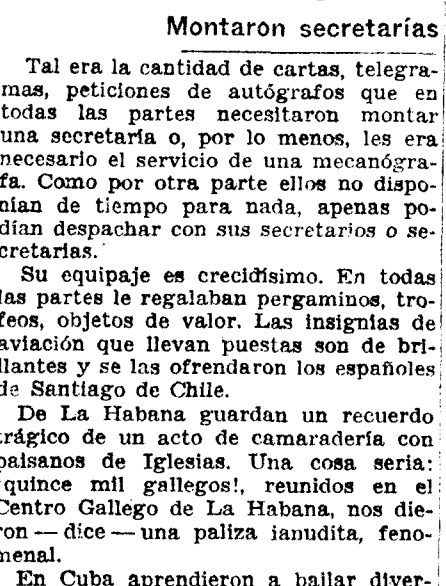 Montaron secretarías
Tal era la cantidad de cartas, telegra-
mas, peticiones de autógrafos que en
todas las partes necesitaron montar
una secretaría o, por lo menos, les era
necesario el servicio de una mecanógra-
fa. Como por otra parte ellos no dispo-
nían de tiempo para nada, apenas po-
dían despachar con sus secretarios o se-
cretarias.
Su equipaje es crecidísimo. En todas
las partes le regalaban pergaminos, tro-
feos, objetos de valor. Las insignias de
aviación que llevan puestas son de bri-
llantes y se las ofrendaron los españoles
de Santiago de Chile.
De La Habana guardan un recuerdo
trágico de un acto de camaradería con
paisanos de Iglesias. Una cosa seria:
¡quince mil gallegos!, reunidos en el
Centro Gallego de La Habana, nos die-
ron — dice — una paliza ianudita, feno-
menal.
En Cuba aprendieron a bailar diver-